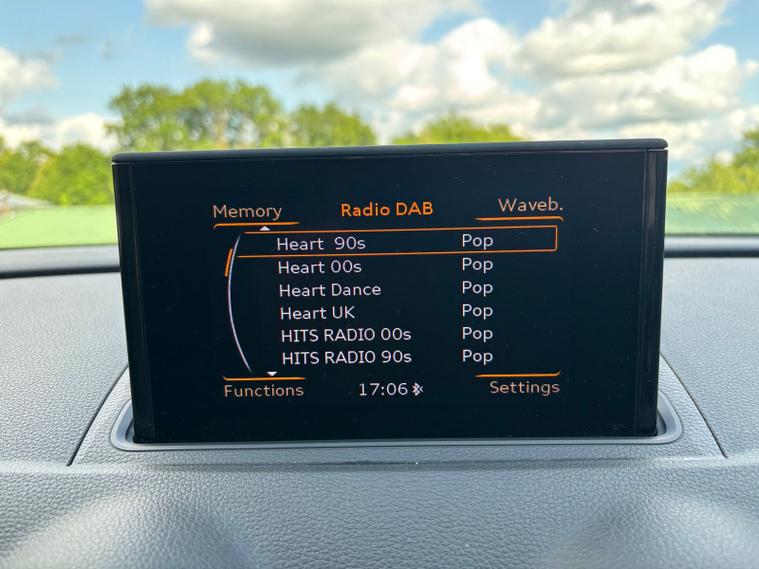 Memory Radio DAB Waveb.
Heart 90s Pop
Heart 00s Pop
Heart Dance Pop
Heart UK Pop
HITS RADIO 00s Pop
HITS RADIO 90s Pop
Functions 17:06 Settings